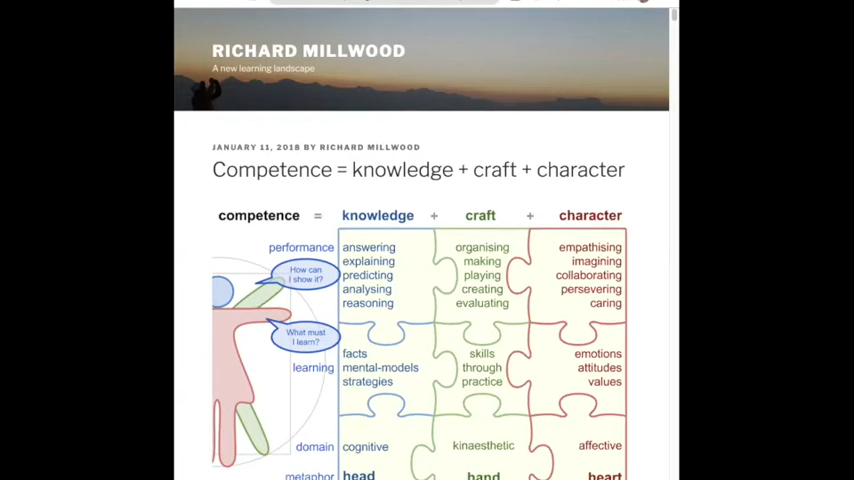 RICHARD MILLWOOD
A new learning landscape
JANUARY 11, 2018 BY RICHARD MILLWOOD
Competence = knowledge + craft + character
competence = knowledge + craft + character
performance answering organising empathising
explaining making imagining
How can I show it? predicting playing collaborating
analysing creating persevering
reasoning evaluating caring
What must I learn?
facts skills emotions
learning mental-models through attitudes
strategies practice values
domain cognitive kinaesthetic affective
metaphor head hand heart